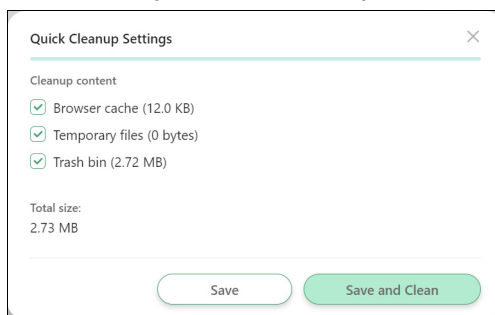 Quick Cleanup Settings
Cleanup content
Browser cache (12.0 KB)
Temporary files (0 bytes)
Trash bin (2.72 MB)
Total size:
2.73 MB
Save
Save and Clean